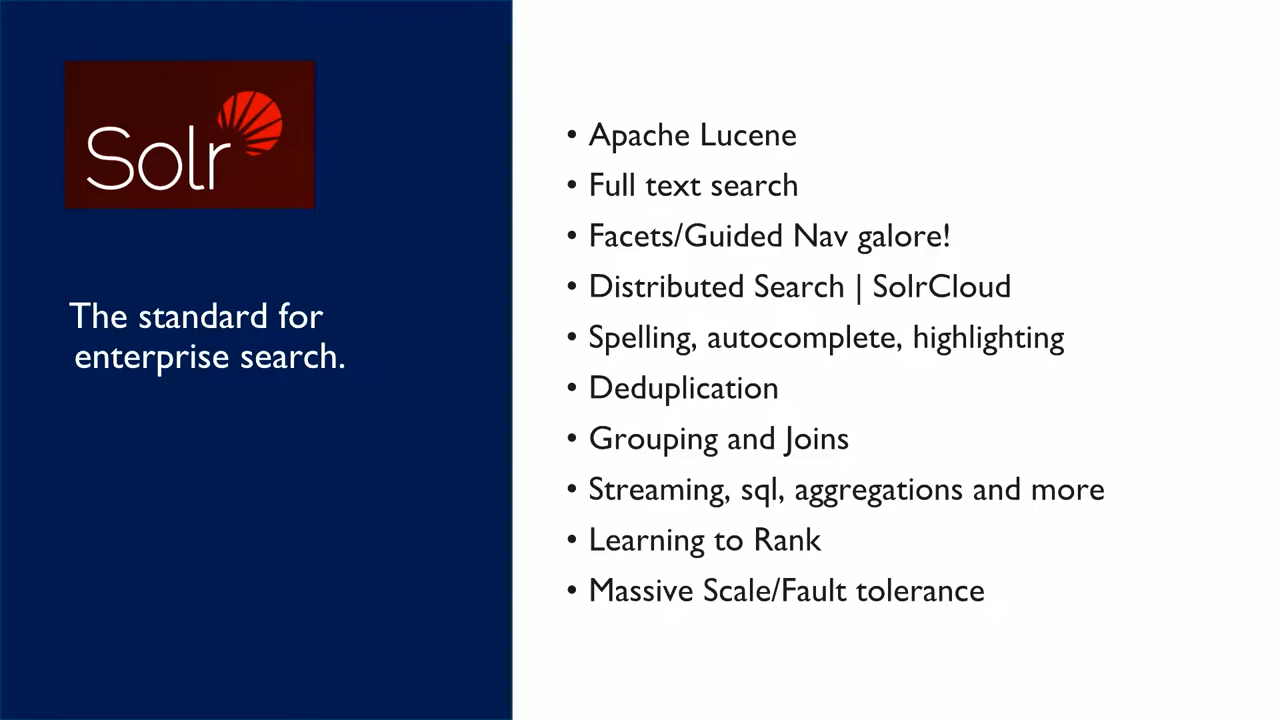 Solr
The standard for
enterprise search.
• Apache Lucene
• Full text search
• Facets/Guided Nav galore!
• Distributed Search | SolrCloud
• Spelling, autocomplete, highlighting
• Deduplication
• Grouping and Joins
• Streaming, sql, aggregations and more
• Learning to Rank
• Massive Scale/Fault tolerance